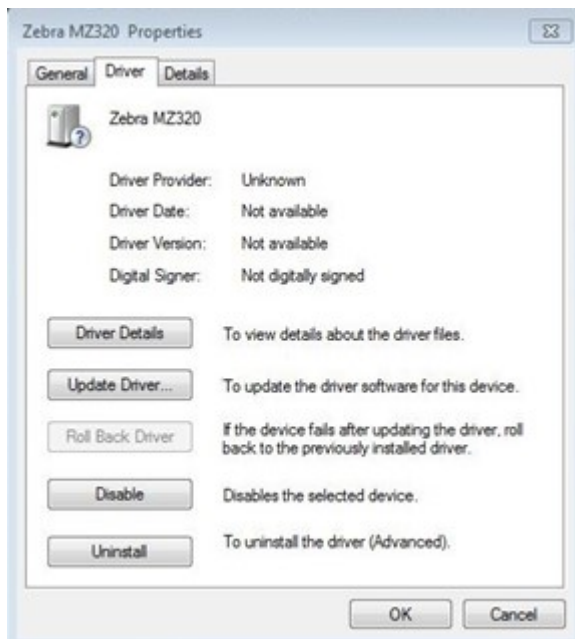 Zebra MZ320 Properties
General Driver Details
Zebra MZ320
Driver Provider: Unknown
Driver Date: Not available
Driver Version: Not available
Digital Signer: Not digitally signed
Driver Details To view details about the driver files.
Update Driver... To update the driver software for this device.
Roll Back Driver If the device fails after updating the driver, roll
back to the previously installed driver.
Disable Disables the selected device.
Uninstall To uninstall the driver (Advanced).
OK Cancel